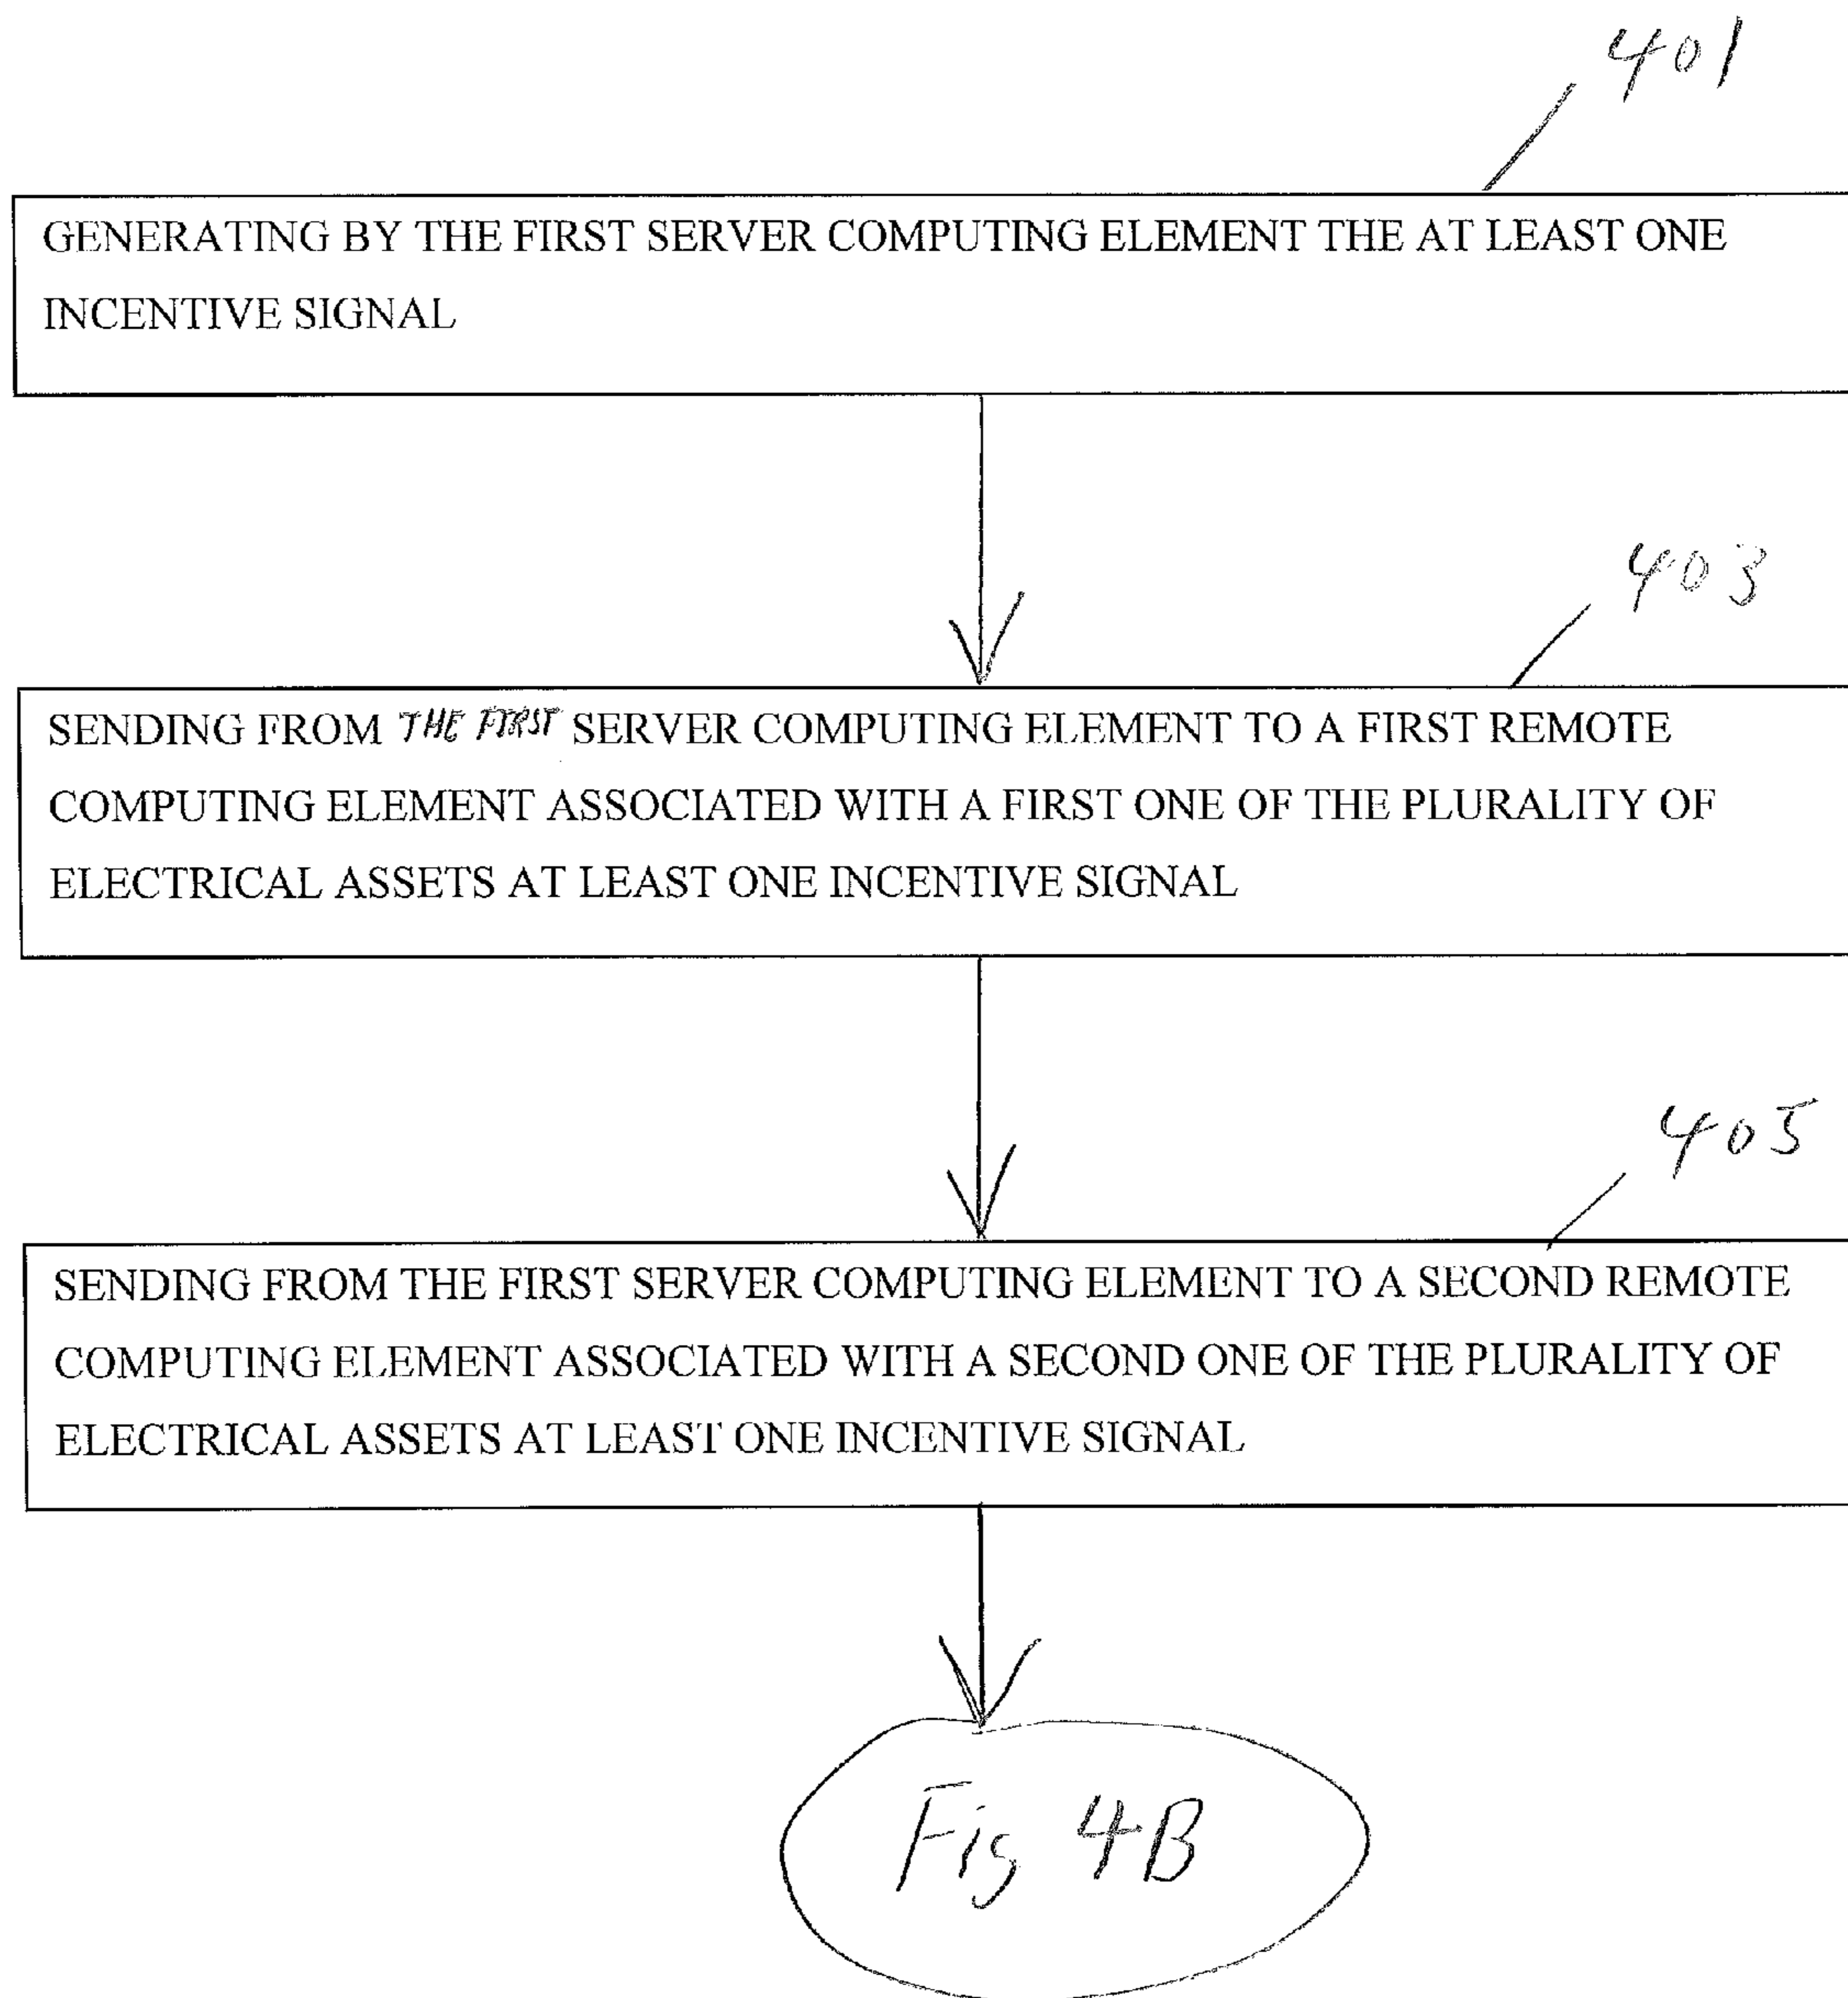 401
GENERATING BY THE FIRST SERVER COMPUTING ELEMENT THE AT LEAST ONE
INCENTIVE SIGNAL
403
SENDING FROM THE FIRST SERVER COMPUTING ELEMENT TO A FIRST REMOTE
COMPUTING ELEMENT ASSOCIATED WITH A FIRST ONE OF THE PLURALITY OF
ELECTRICAL ASSETS AT LEAST ONE INCENTIVE SIGNAL
405
SENDING FROM THE FIRST SERVER COMPUTING ELEMENT TO A SECOND REMOTE
COMPUTING ELEMENT ASSOCIATED WITH A SECOND ONE OF THE PLURALITY OF
ELECTRICAL ASSETS AT LEAST ONE INCENTIVE SIGNAL
Fig 4B